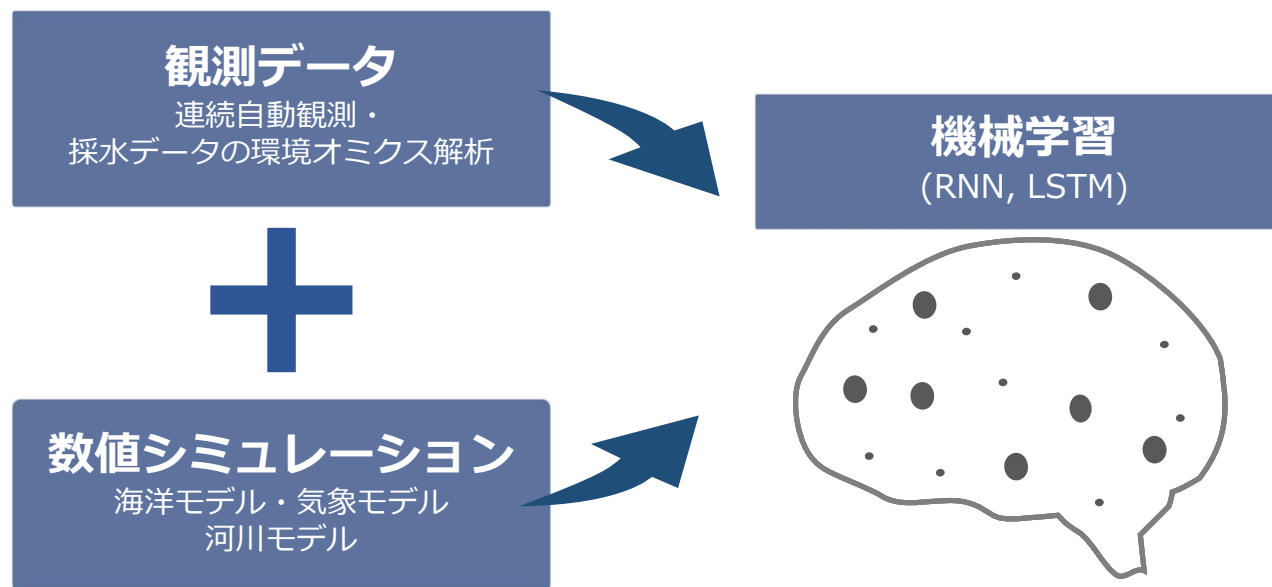 観測データ
連続自動観測・
採水データの環境オミクス解析
機械学習
(RNN, LSTM)
数値シミュレーション
海洋モデル・気象モデル
河川モデル